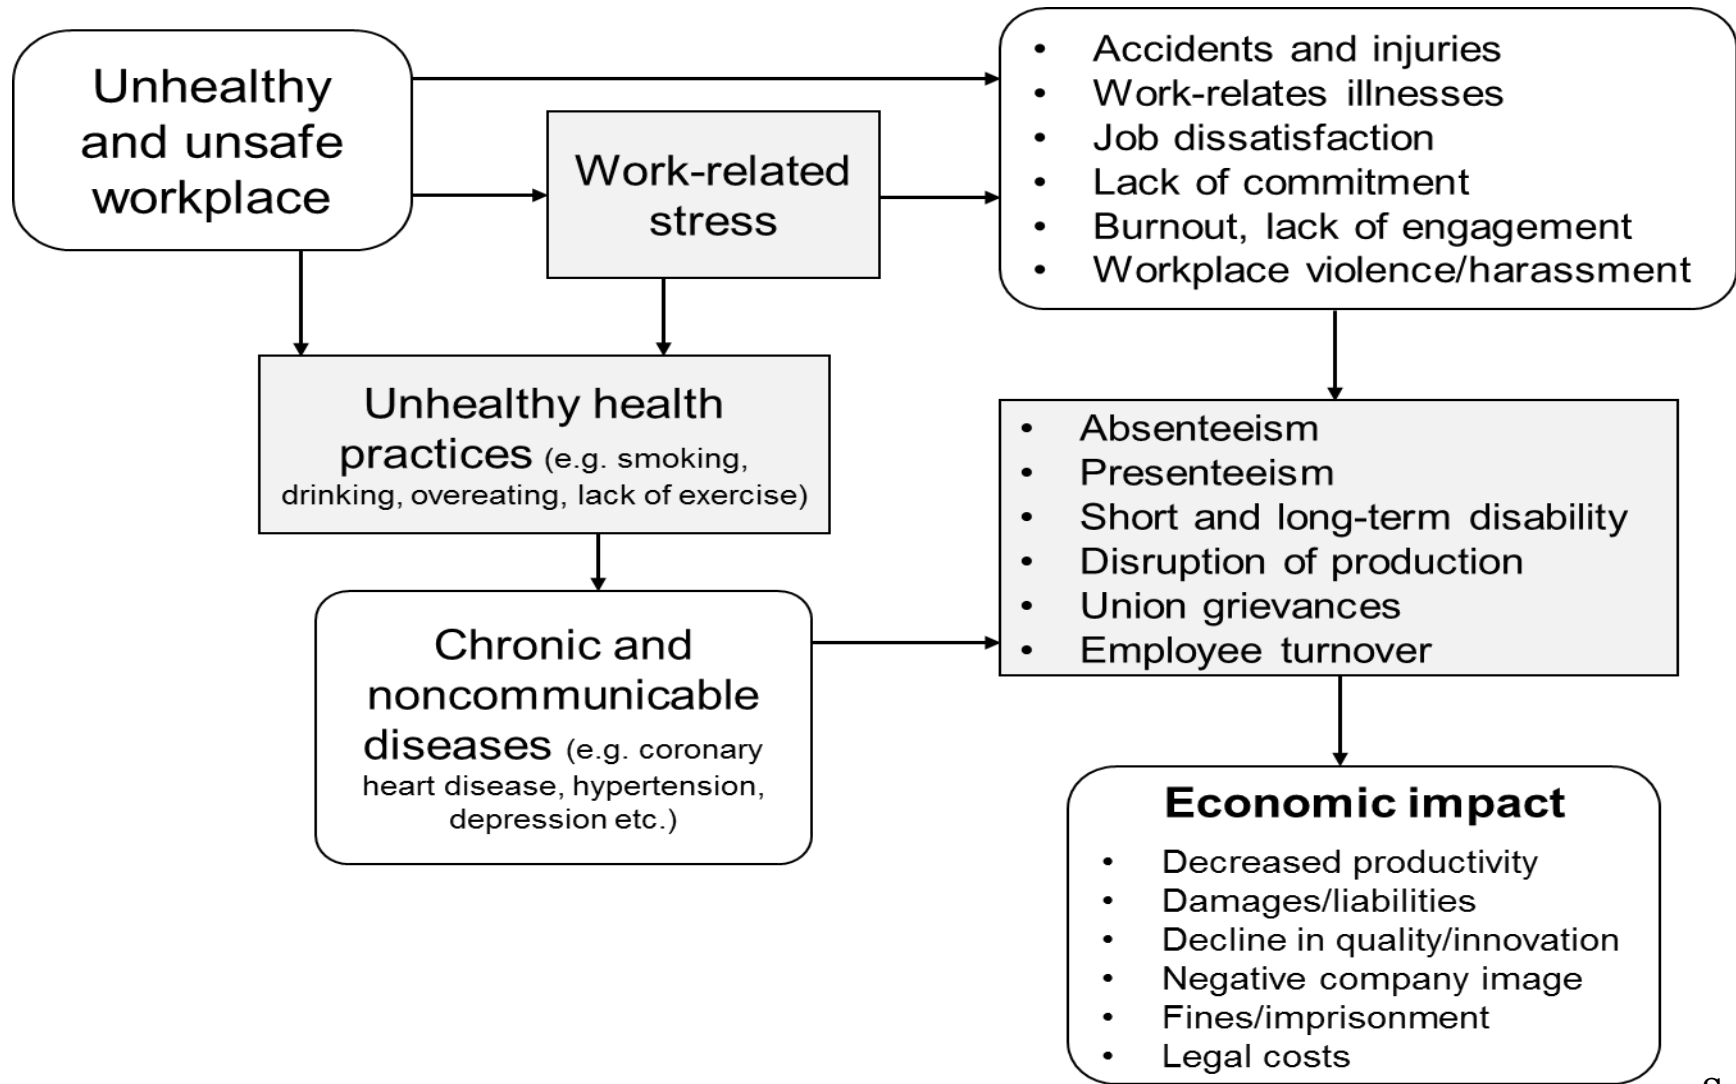 Unhealthy
and unsafe
workplace
Work-related
stress
• Accidents and injuries
• Work-relates illnesses
• Job dissatisfaction
• Lack of commitment
• Burnout, lack of engagement
• Workplace violence/harassment
Unhealthy health
practices (e.g. smoking,
drinking, overeating, lack of exercise)
• Absenteeism
• Presenteeism
• Short and long-term disability
• Disruption of production
• Union grievances
• Employee turnover
Chronic and
noncommunicable
diseases (e.g. coronary
heart disease, hypertension,
depression etc.)
Economic impact
• Decreased productivity
• Damages/liabilities
• Decline in quality/innovation
• Negative company image
• Fines/imprisonment
• Legal costs